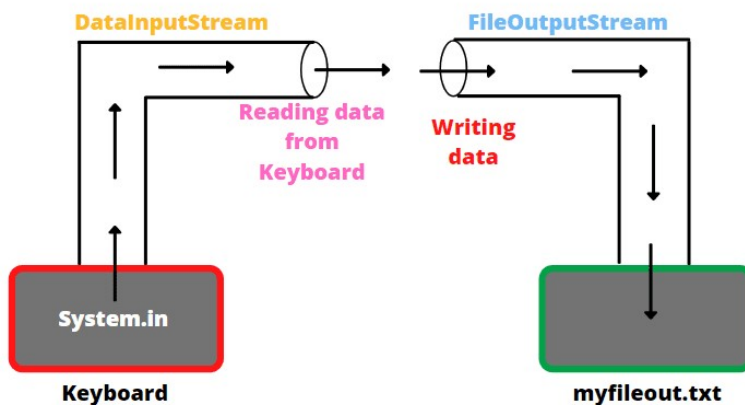 DataInputStream
FileOutputStream
Reading data
from
Keyboard
Writing
data
System.in
Keyboard
myfileout.txt